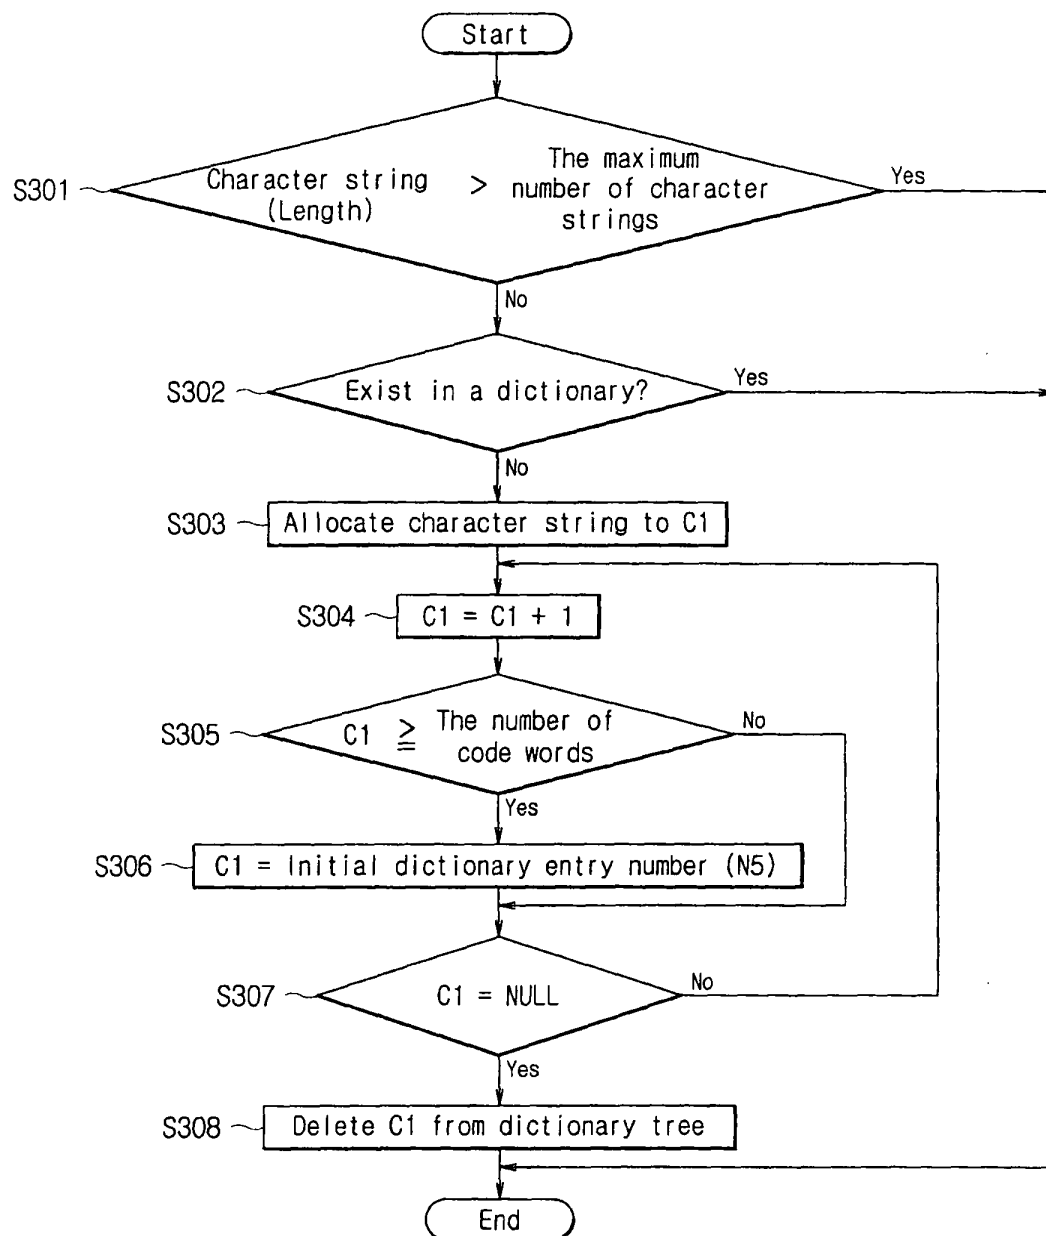 Start
S301
Character string
(Length)
>
The maximum
number of character
strings
Yes
No
S302
Exist in a dictionary?
Yes
No
S303
Allocate character string to C1
S304
C1 = C1 + 1
S305
C1 ≧ The number of
code words
No
Yes
S306
C1 = Initial dictionary entry number (N5)
S307
C1 = NULL
No
Yes
S308
Delete C1 from dictionary tree
End